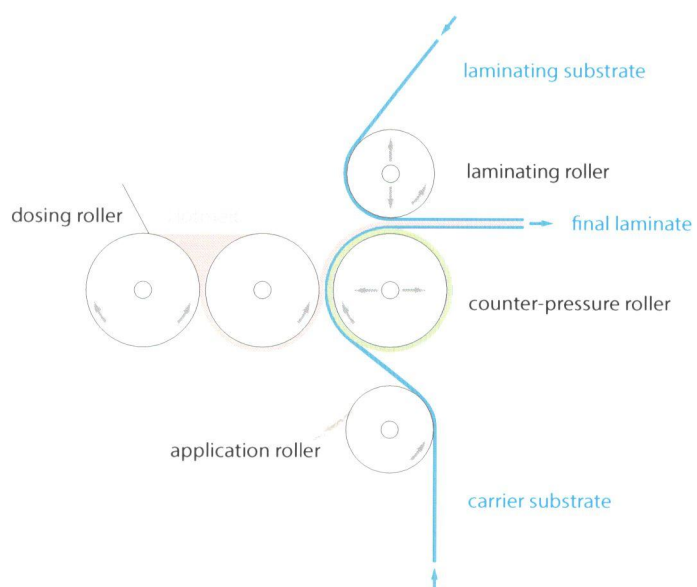 laminating substrate
laminating roller
dosing roller
final laminate
counter-pressure roller
application roller
carrier substrate